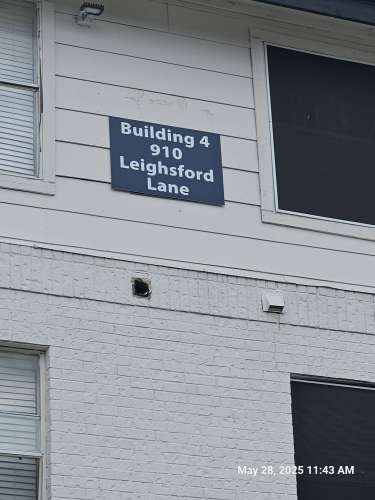 Building 4
910
Leighsford
Lane
May 28, 2025 11:43 AM